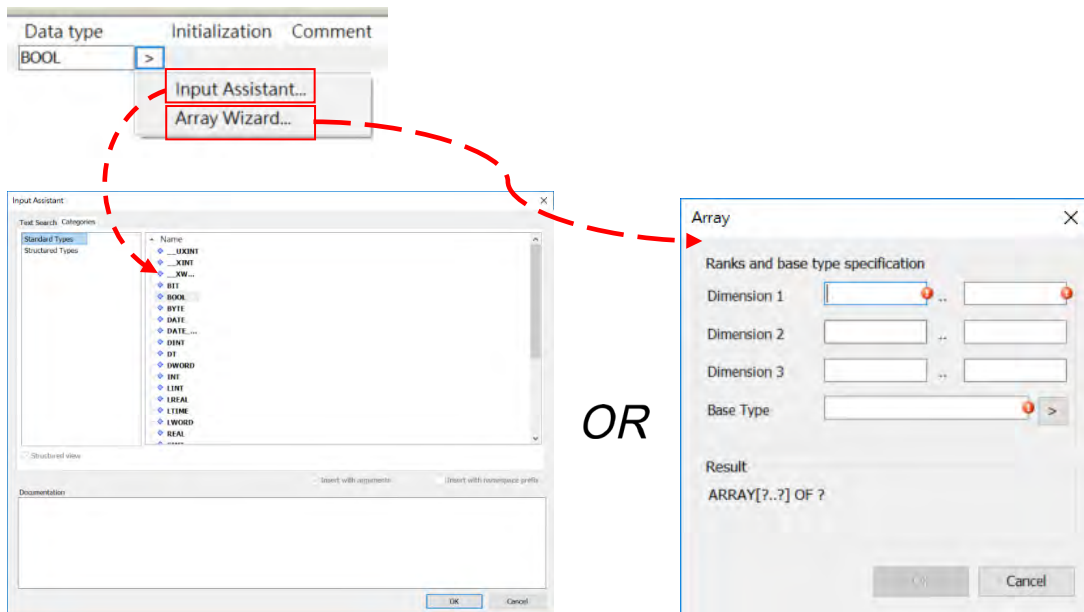 Data type Initialization Comment
BOOL >
Input Assistant...
Array Wizard...
Input Assistant ×
Text Search Categories
Standard Types
Structured Types
Name
__UXINT
__XINT
__XW...
BIT
BOOL
BYTE
DATE
DATE_...
DINT
DT
DWORD
INT
LINT
LREAL
LTIME
LWORD
REAL
Structured view
Insert with arguments Insert with namespace prefix
Documentation
OK Cancel
OR
Array ×
Ranks and base type specification
Dimension 1 ..
Dimension 2 ..
Dimension 3 ..
Base Type >
Result
ARRAY[?..?] OF ?
Cancel